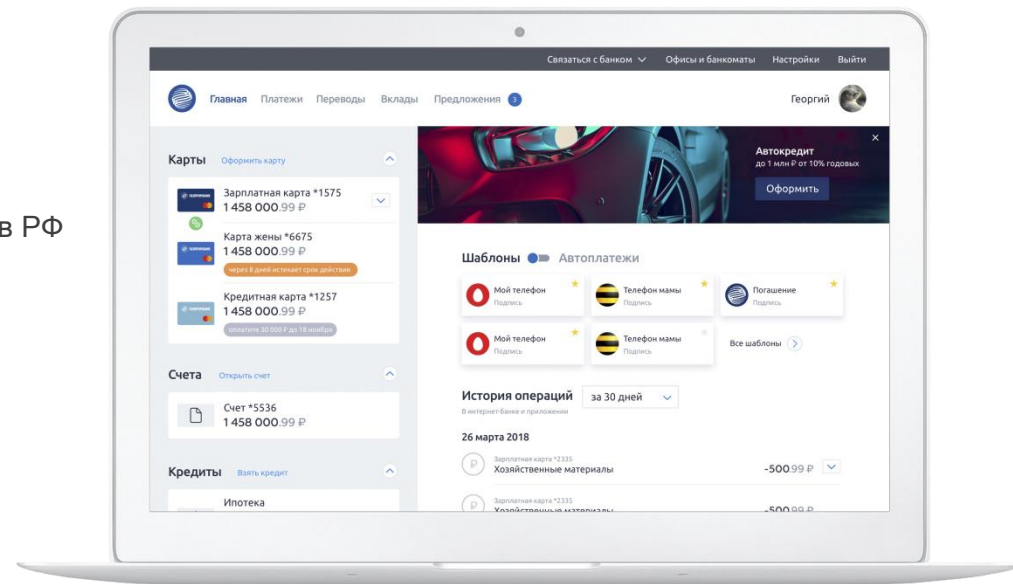 Связаться с банком Офисы и банкоматы Настройки Выйти
Главная Платежи Переводы Вклады Предложения 3 Георгий
в РФ
Карты Оформить карту
Зарплатная карта *1575
1 458 000.99 ₽
Карта жены *6675
1 458 000.99 ₽
через 8 дней истекает срок действия
Кредитная карта *1257
1 458 000.99 ₽
оплатите 30 000 ₽ до 18 ноября
Счета Открыть счет
Счет *5536
1 458 000.99 ₽
Кредиты Взять кредит
Ипотека
Автокредит
до 1 млн ₽ от 10% годовых
Оформить
Шаблоны Автоплатежи
Мой телефон
Подпись
Телефон мамы
Подпись
Погашение
Подпись
Мой телефон
Подпись
Телефон мамы
Подпись
Все шаблоны
История операций за 30 дней
В интернет-банке и приложении
26 марта 2018
Зарплатная карта *2335
Хозяйственные материалы -500.99 ₽
Зарплатная карта *2335
Хозяйственные материалы -500.99 ₽